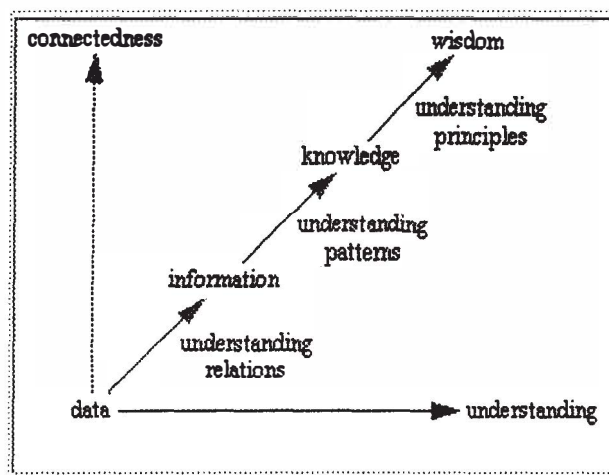 connectedness
wisdom
understanding
principles
knowledge
understanding
patterns
information
understanding
relations
data
understanding